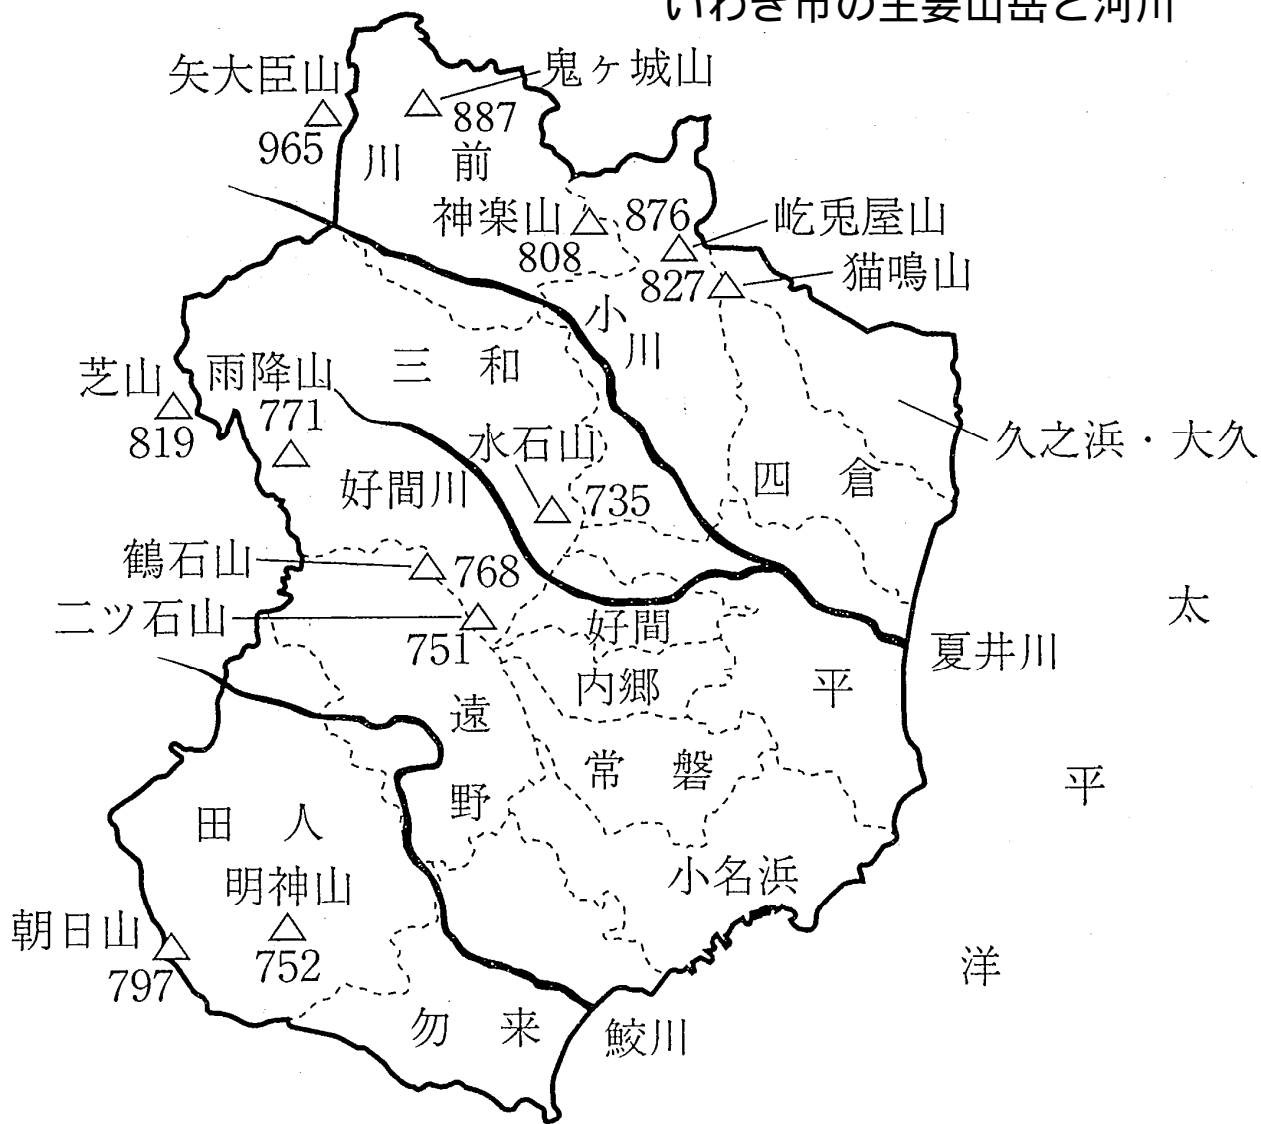 いわき市の主要山岳と河川
矢大臣山
965
鬼ヶ城山
887
川前
神楽山
808
876
屹兎屋山
827
猫鳴山
小川
三和
芝山
819
雨降山
771
水石山
735
好間川
四倉
久之浜・大久
鶴石山
768
二ツ石山
751
好間
内郷
平
夏井川
遠野
常磐
田人
明神山
752
朝日山
797
小名浜
勿来
鮫川
太平洋